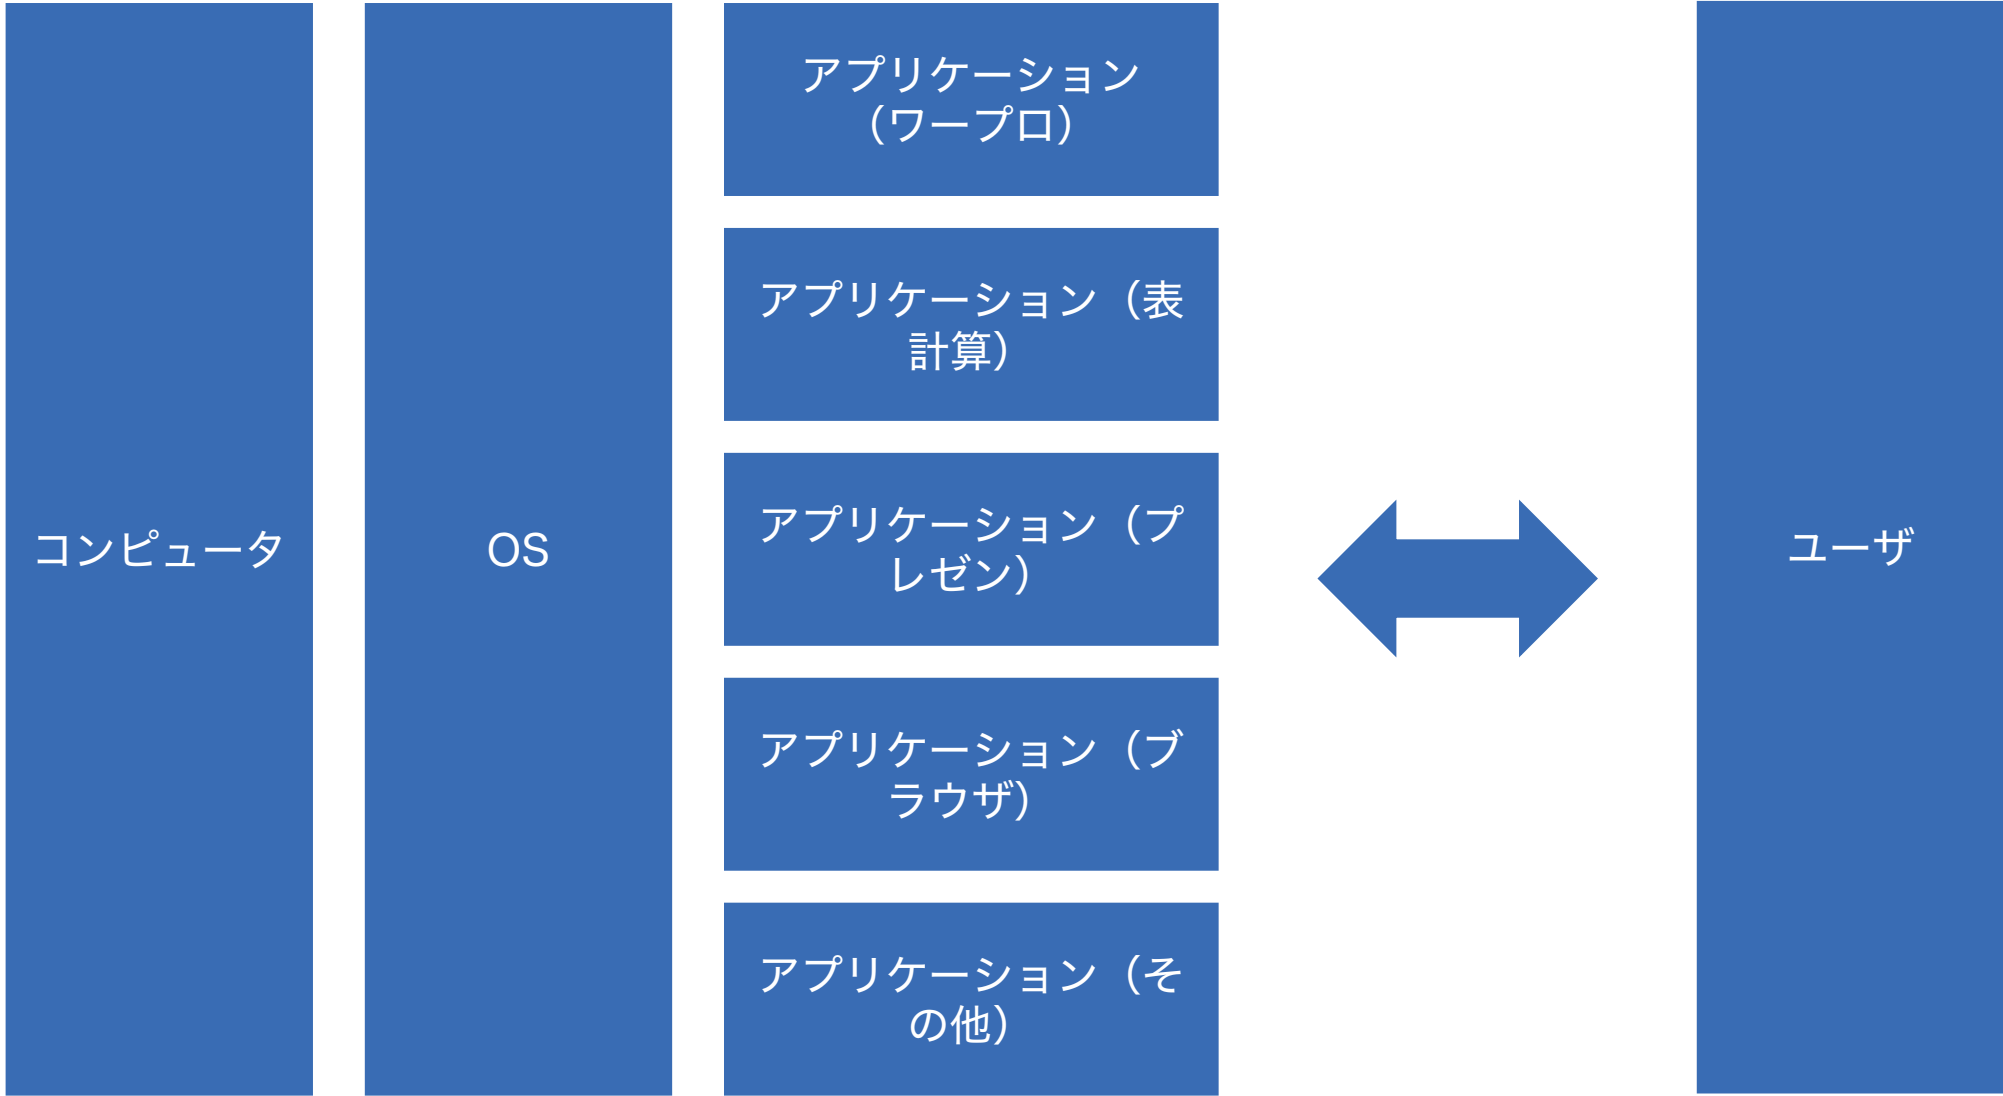 コンピュータ
OS
アプリケーション
（ワープロ）
アプリケーション（表
計算）
アプリケーション（プ
レゼン）
アプリケーション（ブ
ラウザ）
アプリケーション（そ
の他）
ユーザ